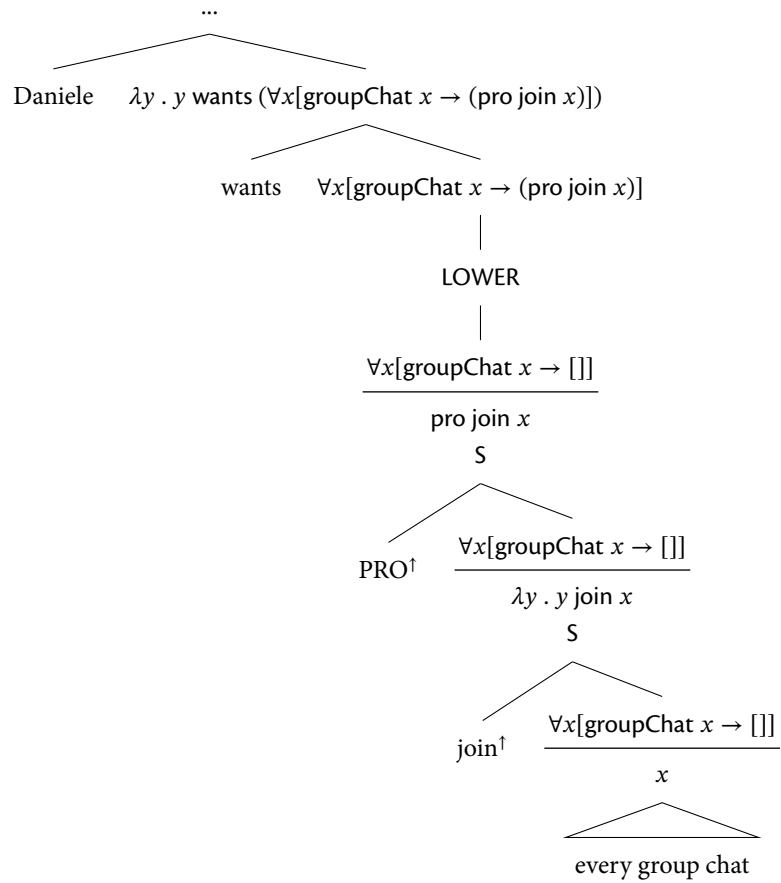 ...
Daniele λy . y wants (∀x[groupChat x → (pro join x)])
wants ∀x[groupChat x → (pro join x)]
LOWER
∀x[groupChat x → []]
pro join x
S
PRO↑ ∀x[groupChat x → []]
λy . y join x
S
join↑ ∀x[groupChat x → []]
x
every group chat